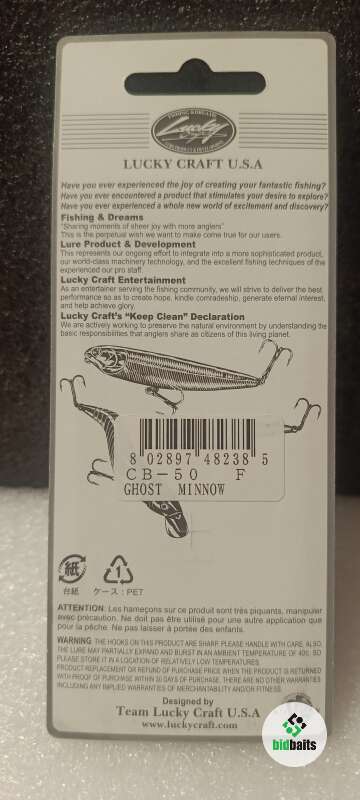 Lucky
LUCKY CRAFT U.S.A
Have you ever experienced the joy of creating your fantastic fishing?
Have you ever encountered a product that stimulates your desire to explore?
Have you ever experienced a whole new world of excitement and discovery?
Fishing & Dreams
"Sharing moments of sheer joy with more anglers"
This is the perpetual wish we want to make come true for our users.
Lure Product & Development
This represents our ongoing effort to integrate into a more sophisticated product,
our world-class machinery technology, and the excellent fishing techniques of the
experienced our pro staff.
Lucky Craft Entertainment
As an entertainer serving the fishing community, we will strive to deliver the best
performance so as to create hope, kindle comradeship, generate eternal interest,
and help achieve glory.
Lucky Craft's "Keep Clean" Declaration
We are actively working to preserve the natural environment by understanding the
basic responsibilities that anglers share as citizens of this living planet.
8 02897 48238 5
CB-50 F
GHOST MINNOW
紙 1
台紙 ケース：PET
ATTENTION: Les hameçons sur ce produit sont très piquants, manipuler
avec précaution. Ne doit pas être utilisé pour une autre application que
pour la pêche. Ne pas laisser à portée des enfants.
WARNING: THE HOOKS ON THIS PRODUCT ARE SHARP. PLEASE HANDLE WITH CARE. ALSO
THE LURE MAY PARTIALLY EXPAND AND BURST IN AN AMBIENT TEMPERATURE OF 40℃, SO
PLEASE STORE IT IN A LOCATION OF RELATIVELY LOW TEMPERATURES.
PRODUCT REPLACEMENT OR REFUND OF PURCHASE PRICE WHEN THE PRODUCT IS RETURNED
WITH PROOF OF PURCHASE WITHIN 30 DAYS OF PURCHASE. THERE ARE NO OTHER WARRANTIES
INCLUDING ANY IMPLIED WARRANTIES OF MERCHANTABILITY AND/OR FITNESS.
Designed by
Team Lucky Craft U.S.A
www.luckycraft.com
bidbaits